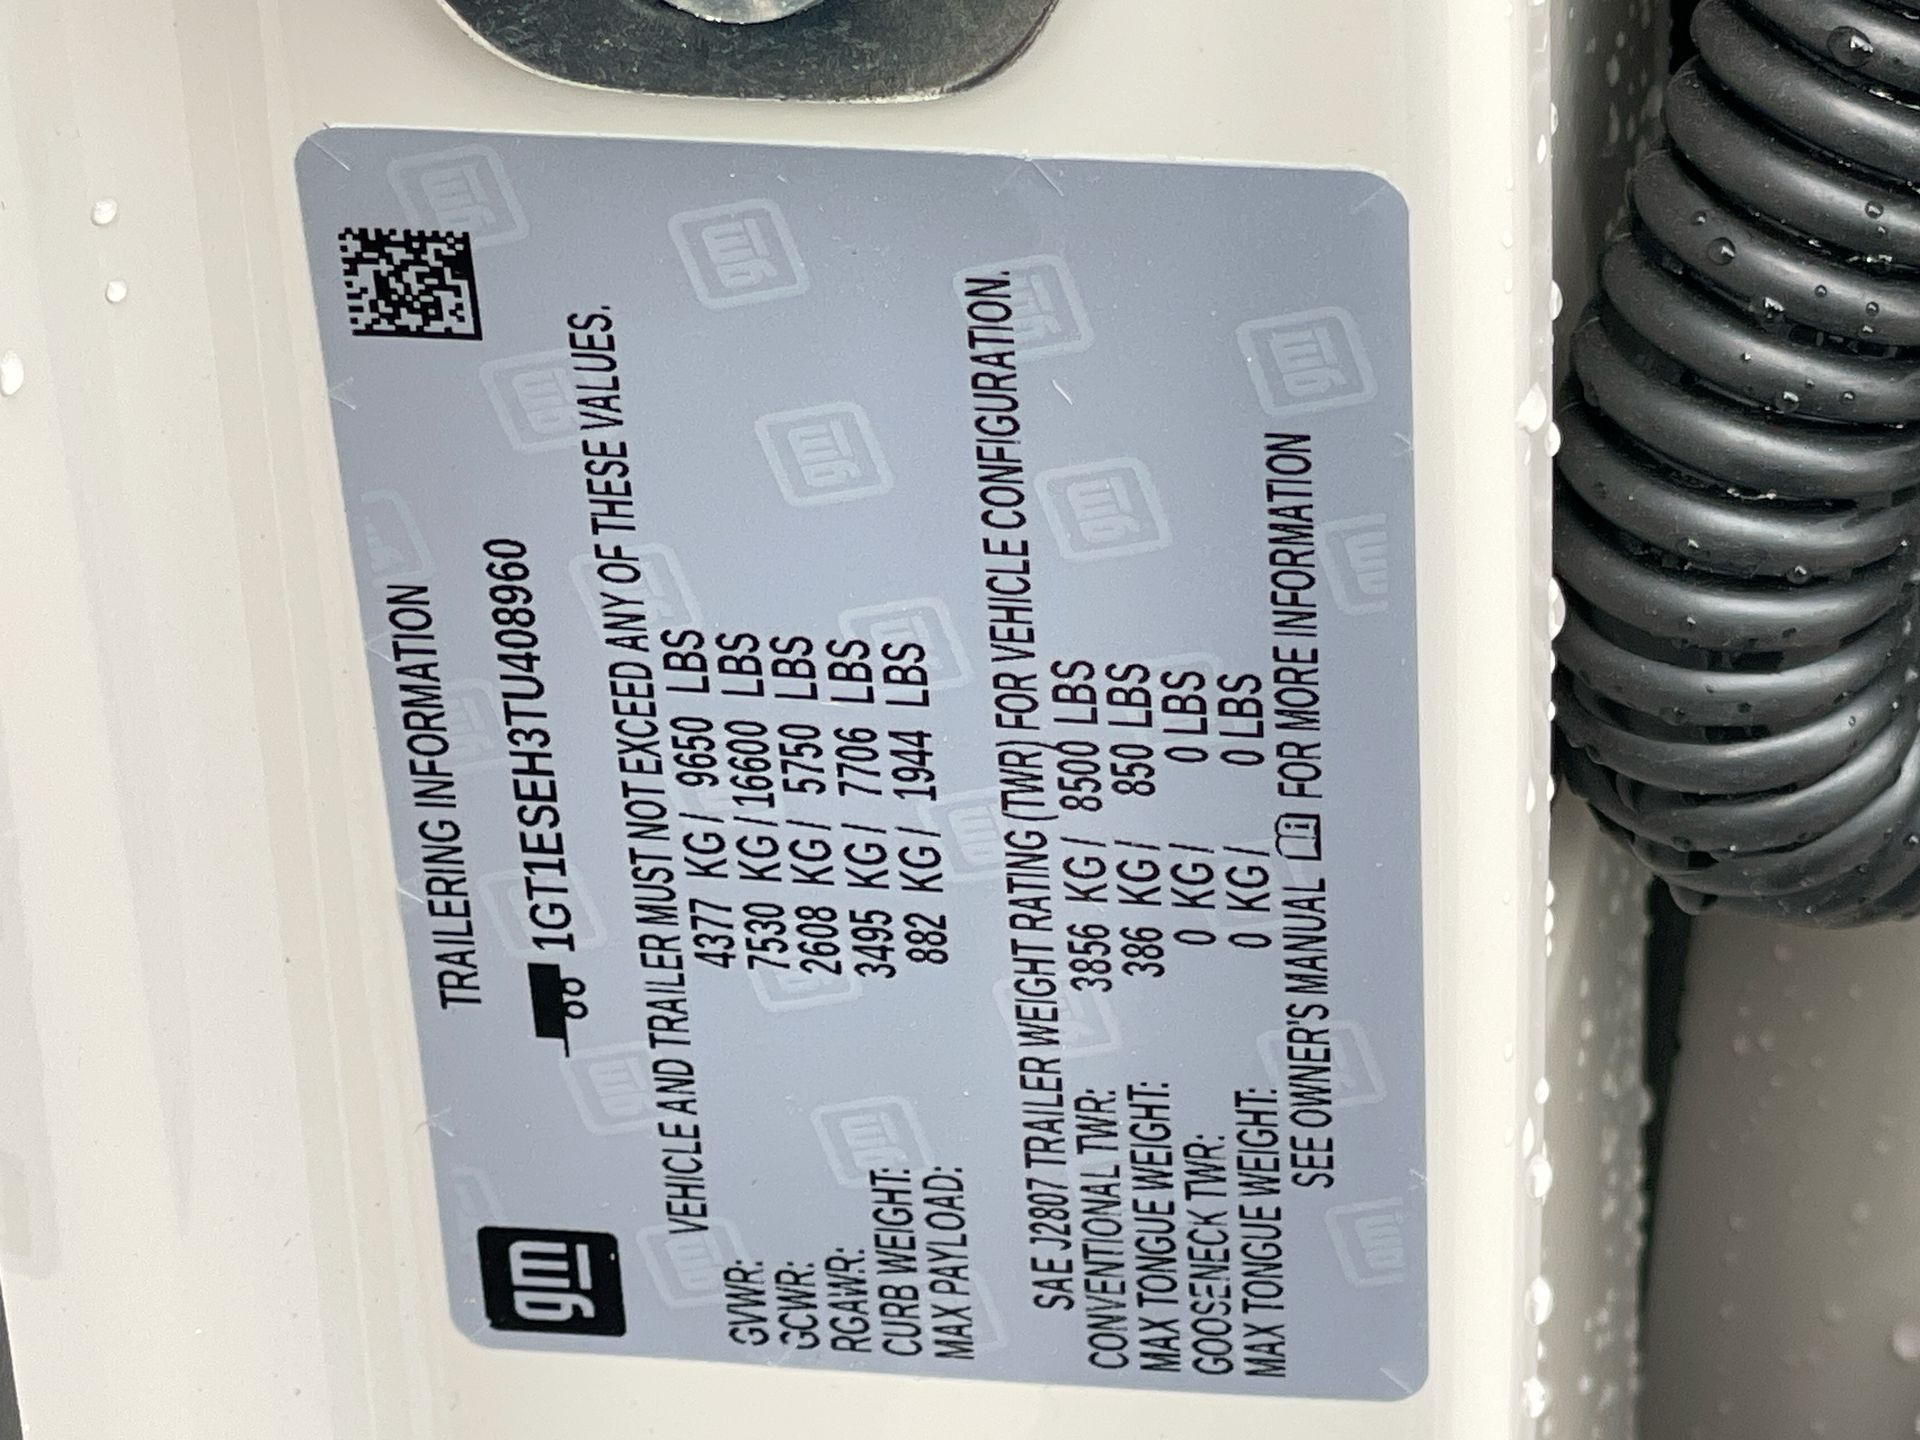 TRAILERING INFORMATION
gm
1GT1ESEH3TU408960
VEHICLE AND TRAILER MUST NOT EXCEED ANY OF THESE VALUES.
GVWR: 4377 KG / 9650 LBS
GCWR: 7530 KG / 16600 LBS
RGAWR: 2608 KG / 5750 LBS
CURB WEIGHT: 3495 KG / 7706 LBS
MAX PAYLOAD: 882 KG / 1944 LBS
SAE J2807 TRAILER WEIGHT RATING (TWR) FOR VEHICLE CONFIGURATION.
CONVENTIONAL TWR: 3856 KG / 8500 LBS
MAX TONGUE WEIGHT: 386 KG / 850 LBS
GOOSENECK TWR: 0 KG / 0 LBS
MAX TONGUE WEIGHT: 0 KG / 0 LBS
SEE OWNER'S MANUAL FOR MORE INFORMATION